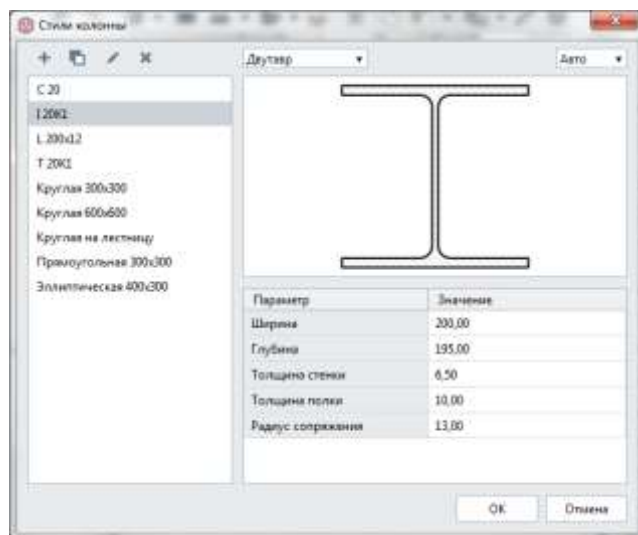 Стили колонны
Двутавр
Авто
C 20
I 20К1
L 200x12
T 20К1
Круглая 300x300
Круглая 600x600
Круглая на лестницу
Прямоугольная 300x300
Эллиптическая 400x300
Параметр Значение
Ширина 200,00
Глубина 195,00
Толщина стенки 6,50
Толщина полки 10,00
Радиус сопряжения 13,00
OK
Отмена